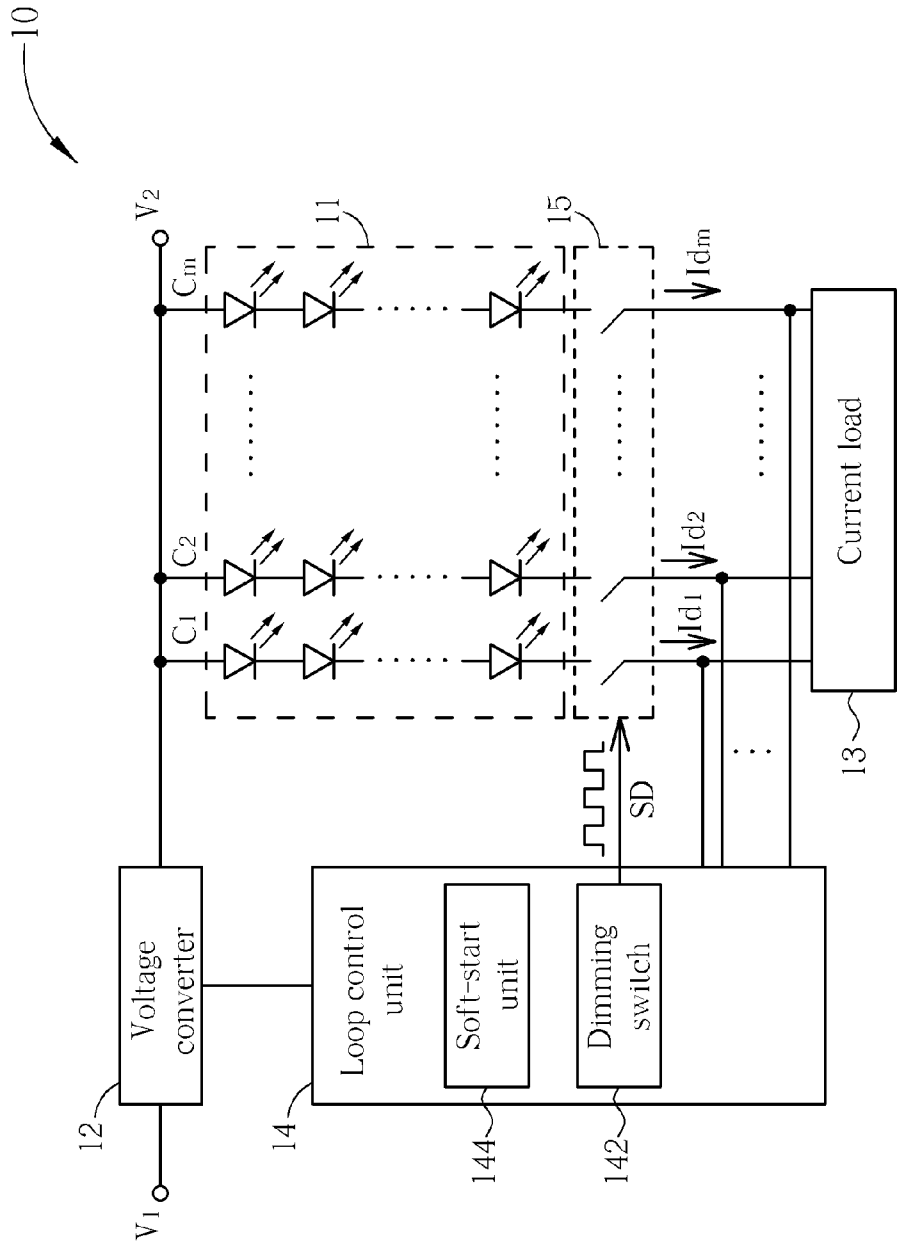 10
V1
12
Voltage
converter
V2
C1
C2
Cm
11
14
Loop control
unit
144
Soft-start
unit
142
Dimming
switch
SD
15
Id1
Id2
Idm
13
Current load